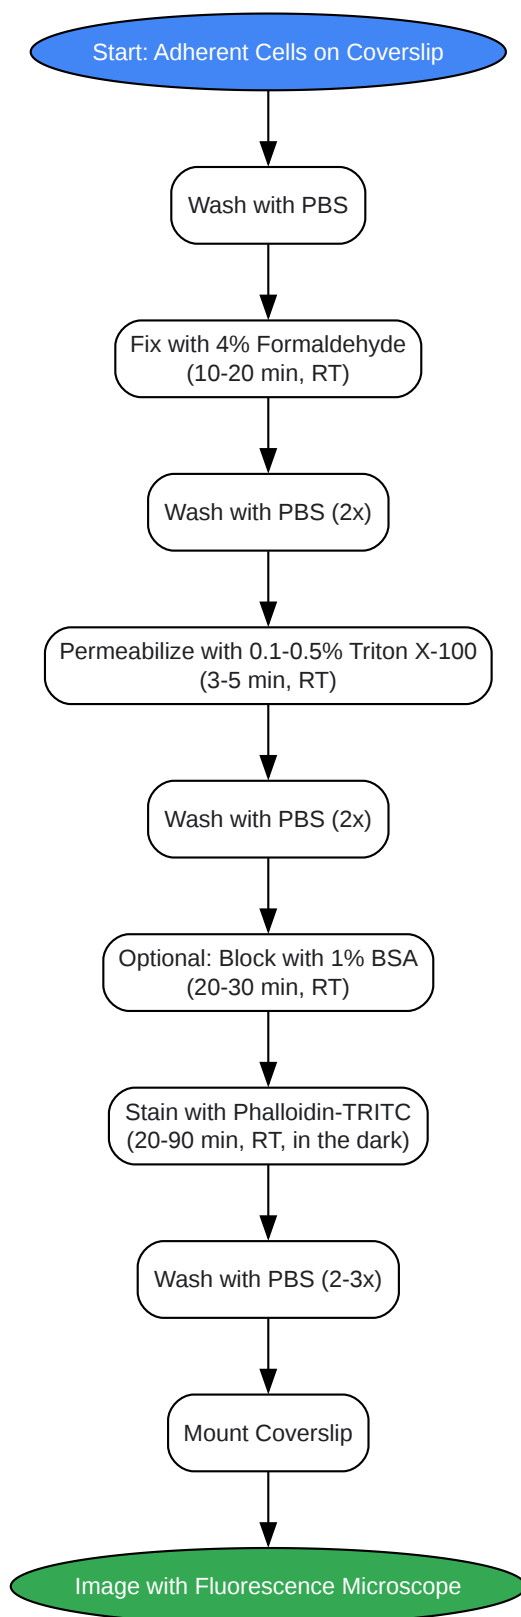 Start: Adherent Cells on Coverslip
Wash with PBS
Fix with 4% Formaldehyde
(10-20 min, RT)
Wash with PBS (2x)
Permeabilize with 0.1-0.5% Triton X-100
(3-5 min, RT)
Wash with PBS (2x)
Optional: Block with 1% BSA
(20-30 min, RT)
Stain with Phalloidin-TRITC
(20-90 min, RT, in the dark)
Wash with PBS (2-3x)
Mount Coverslip
Image with Fluorescence Microscope